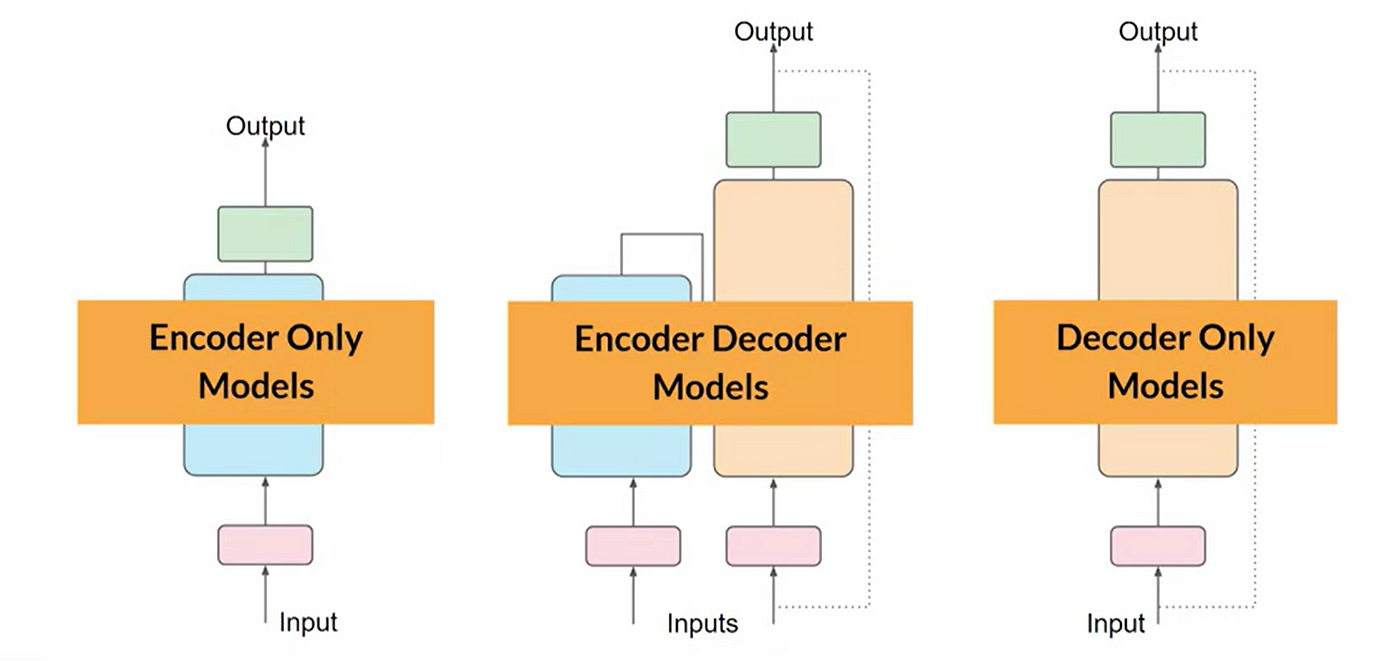 Output
Encoder Only
Models
Input
Output
Encoder Decoder
Models
Inputs
Output
Decoder Only
Models
Input